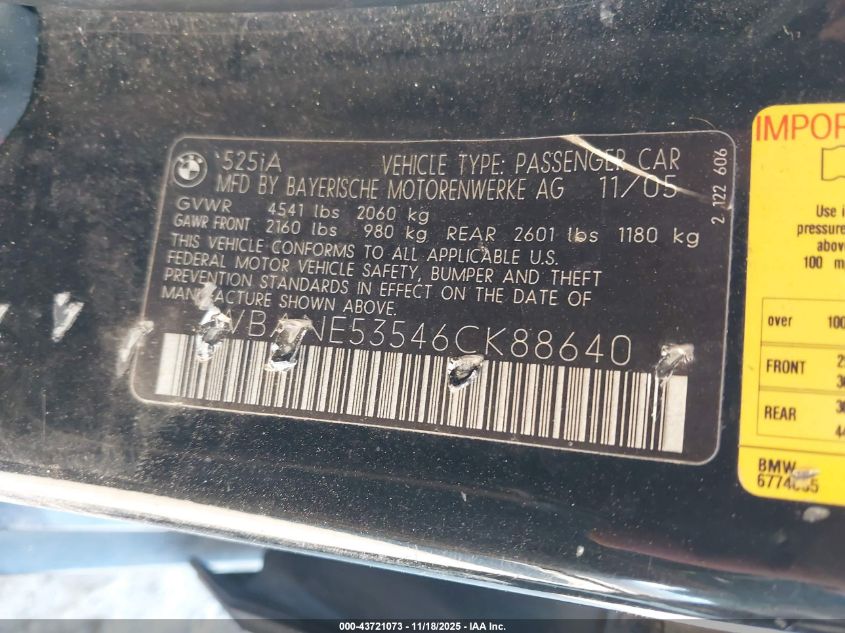 525iA VEHICLE TYPE: PASSENGER CAR
MFD BY BAYERISCHE MOTORENWERKE AG 11/05
GVWR 4541 lbs 2060 kg
GAWR FRONT 2160 lbs 980 kg REAR 2601 lbs 1180 kg
THIS VEHICLE CONFORMS TO ALL APPLICABLE U.S.
FEDERAL MOTOR VEHICLE SAFETY, BUMPER AND THEFT
PREVENTION STANDARDS IN EFFECT ON THE DATE OF
MANUFACTURE SHOWN ABOVE.
NE53546CK88640
2 122 606
IMPOR
Use i
pressure
above
100 m
over 100
FRONT
REAR
BMW
000-43721073 - 11/18/2025 - IAA Inc.